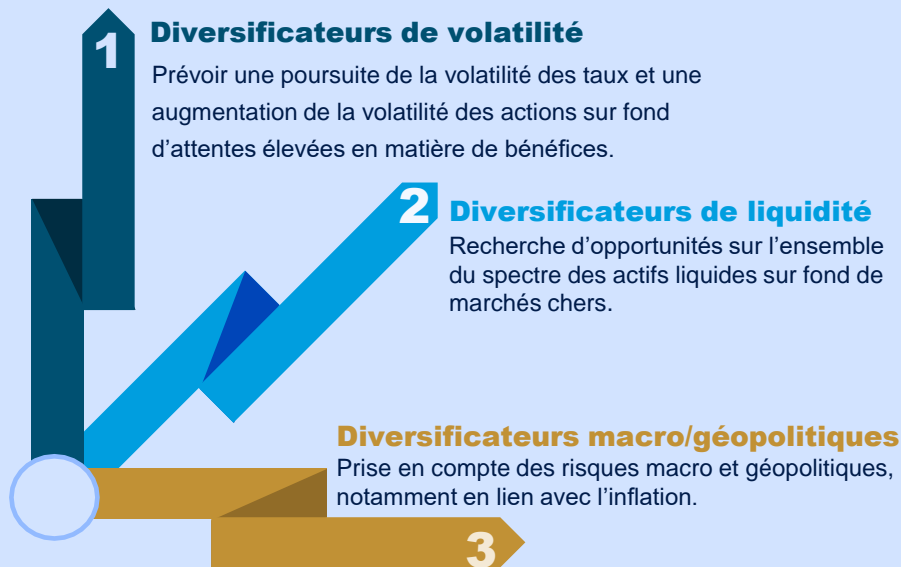 1
Diversificateurs de volatilité
Prévoir une poursuite de la volatilité des taux et une
augmentation de la volatilité des actions sur fond
d’attentes élevées en matière de bénéfices.
2
Diversificateurs de liquidité
Recherche d’opportunités sur l’ensemble
du spectre des actifs liquides sur fond de
marchés chers.
Diversificateurs macro/géopolitiques
Prise en compte des risques macro et géopolitiques,
notamment en lien avec l’inflation.
3